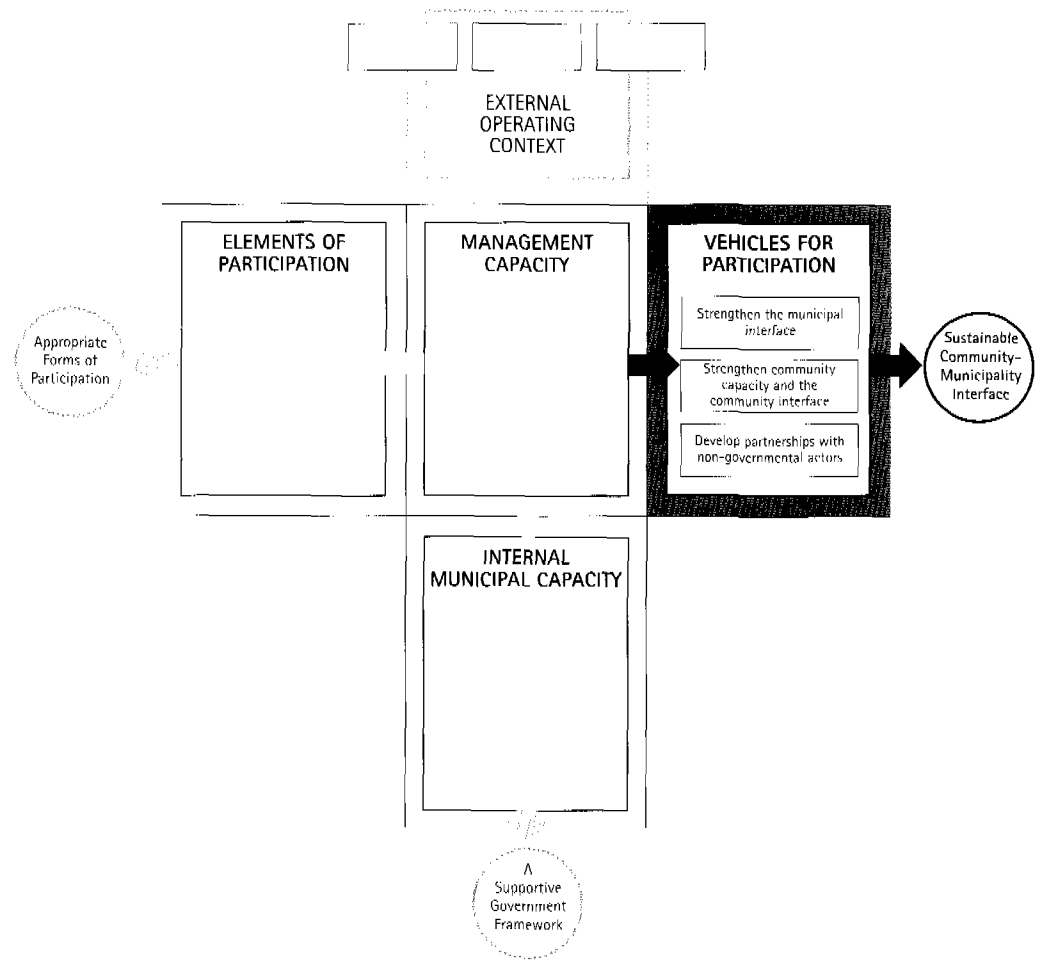 EXTERNAL
OPERATING
CONTEXT
ELEMENTS OF
PARTICIPATION
MANAGEMENT
CAPACITY
VEHICLES FOR
PARTICIPATION
Strengthen the municipal
interface
Strengthen community
capacity and the
community interface
Develop partnerships with
non-governmental actors
Appropriate
Forms of
Participation
Sustainable
Community-
Municipality
Interface
INTERNAL
MUNICIPAL CAPACITY
A
Supportive
Government
Framework